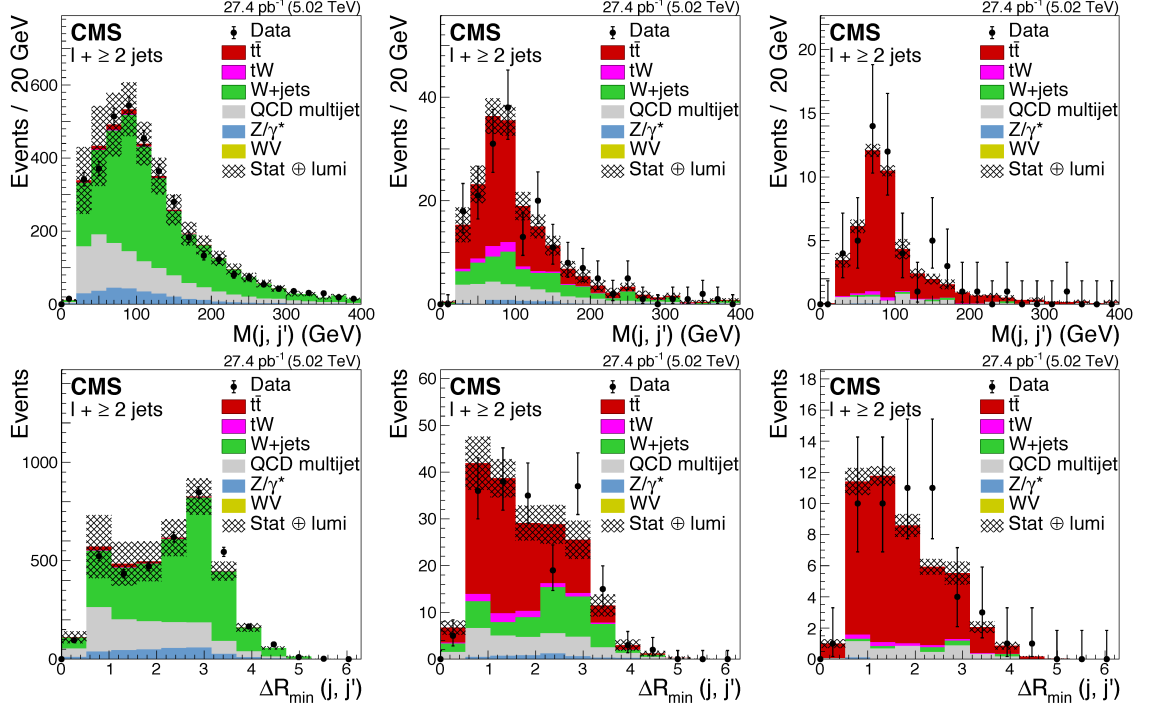 27.4 pb⁻¹ (5.02 TeV)
CMS
l + ≥ 2 jets
Data
tt̄
tW
W+jets
QCD multijet
Z/γ*
WV
Stat ⊕ lumi
Events / 20 GeV
0
200
400
600
0
100
200
300
400
M(j, j') (GeV)
27.4 pb⁻¹ (5.02 TeV)
CMS
l + ≥ 2 jets
Data
tt̄
tW
W+jets
QCD multijet
Z/γ*
WV
Stat ⊕ lumi
Events / 20 GeV
0
20
40
0
100
200
300
400
M(j, j') (GeV)
27.4 pb⁻¹ (5.02 TeV)
CMS
l + ≥ 2 jets
Data
tt̄
tW
W+jets
QCD multijet
Z/γ*
WV
Stat ⊕ lumi
Events / 20 GeV
0
5
10
15
20
0
100
200
300
400
M(j, j') (GeV)
27.4 pb⁻¹ (5.02 TeV)
CMS
l + ≥ 2 jets
Data
tt̄
tW
W+jets
QCD multijet
Z/γ*
WV
Stat ⊕ lumi
Events
0
500
1000
0
1
2
3
4
5
6
ΔR_min (j, j')
27.4 pb⁻¹ (5.02 TeV)
CMS
l + ≥ 2 jets
Data
tt̄
tW
W+jets
QCD multijet
Z/γ*
WV
Stat ⊕ lumi
Events
0
10
20
30
40
50
60
0
1
2
3
4
5
6
ΔR_min (j, j')
27.4 pb⁻¹ (5.02 TeV)
CMS
l + ≥ 2 jets
Data
tt̄
tW
W+jets
QCD multijet
Z/γ*
WV
Stat ⊕ lumi
Events
0
2
4
6
8
10
12
14
16
18
0
1
2
3
4
5
6
ΔR_min (j, j')